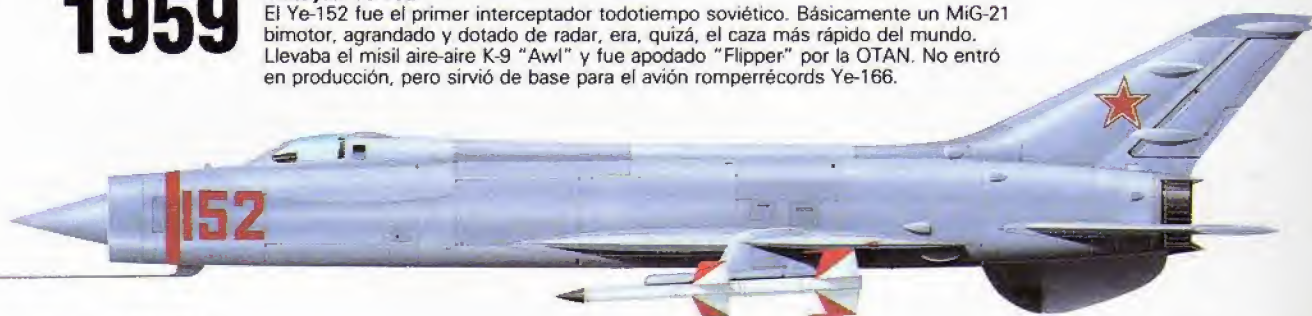 1959
El Ye-152 fue el primer interceptador todotiempo soviético. Básicamente un MiG-21
bimotor, agrandado y dotado de radar, era, quizá, el caza más rápido del mundo.
Llevaba el misil aire-aire K-9 "Awl" y fue apodado "Flipper" por la OTAN. No entró
en producción, pero sirvió de base para el avión romperrécords Ye-166.
152